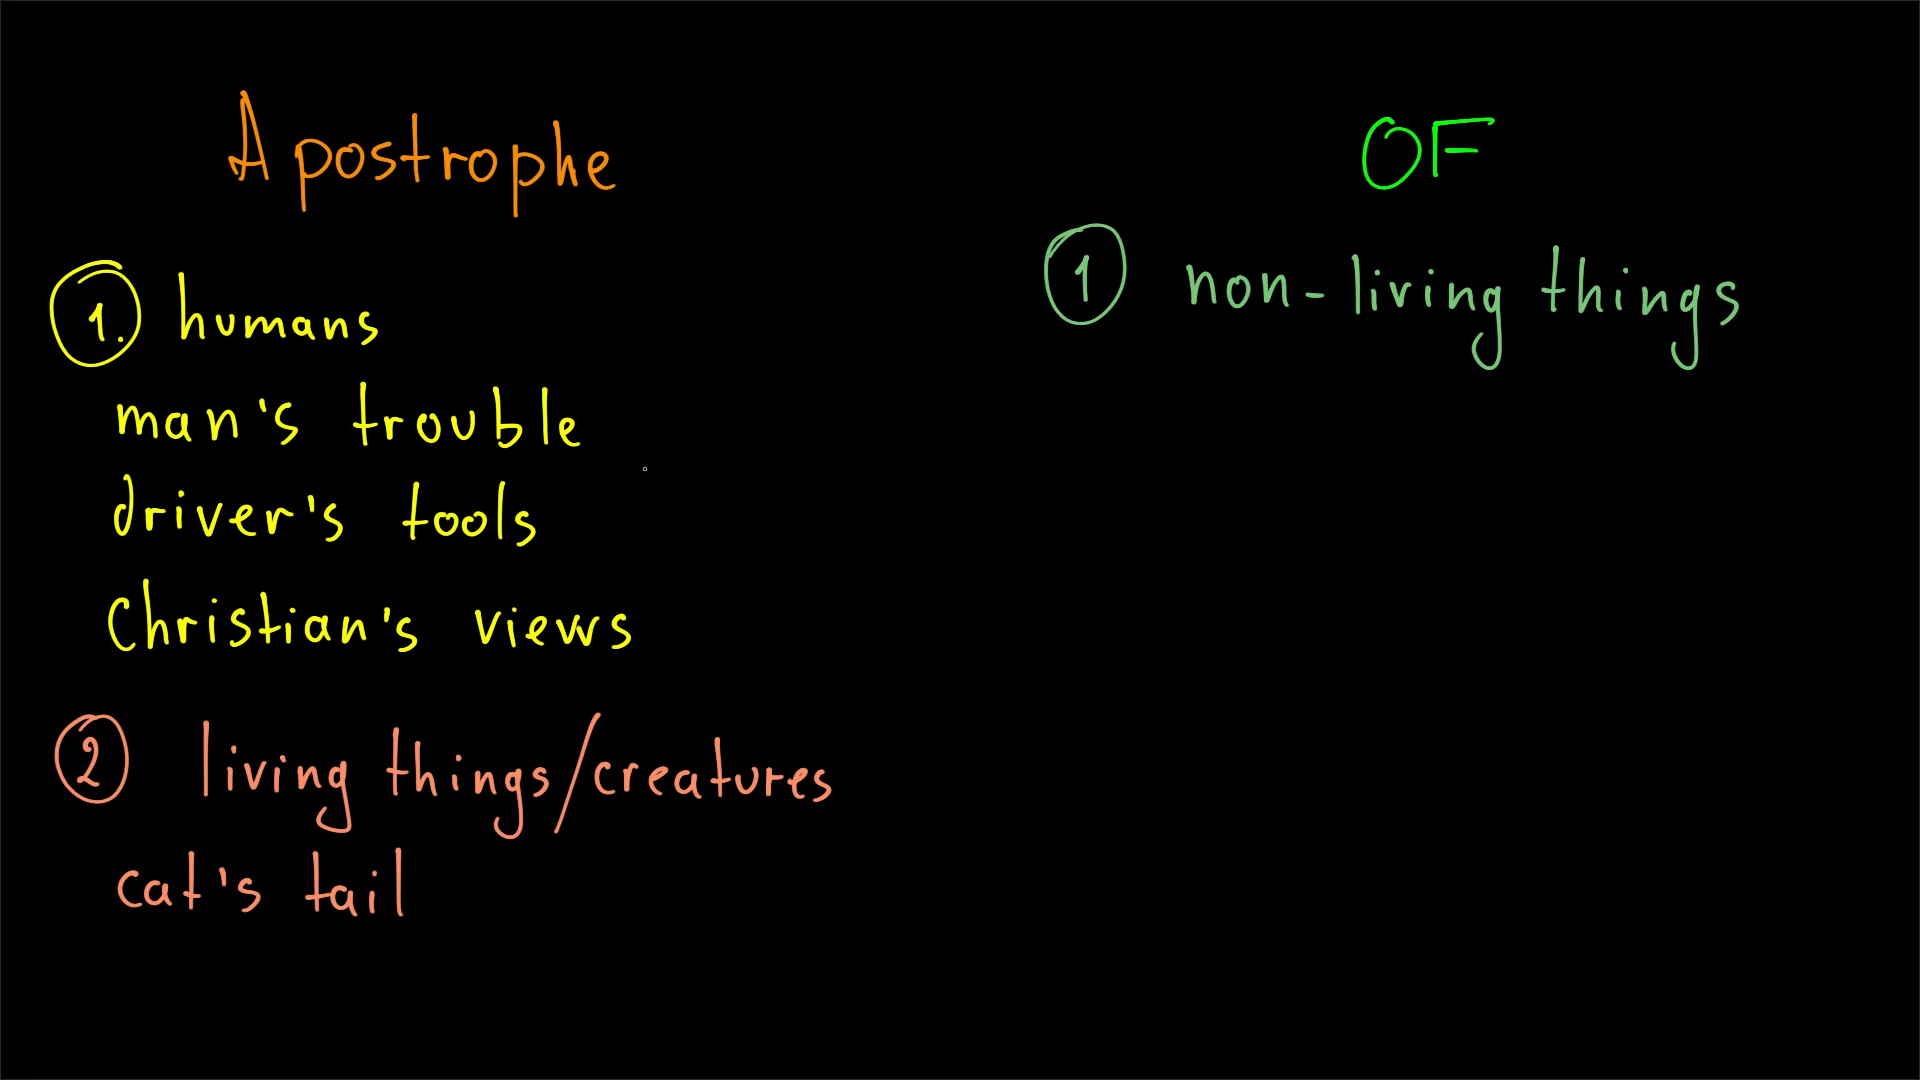 Apostrophe
1. humans
man's trouble
driver's tools
Christian's views
2 living things/creatures
cat's tail
OF
1 non-living things